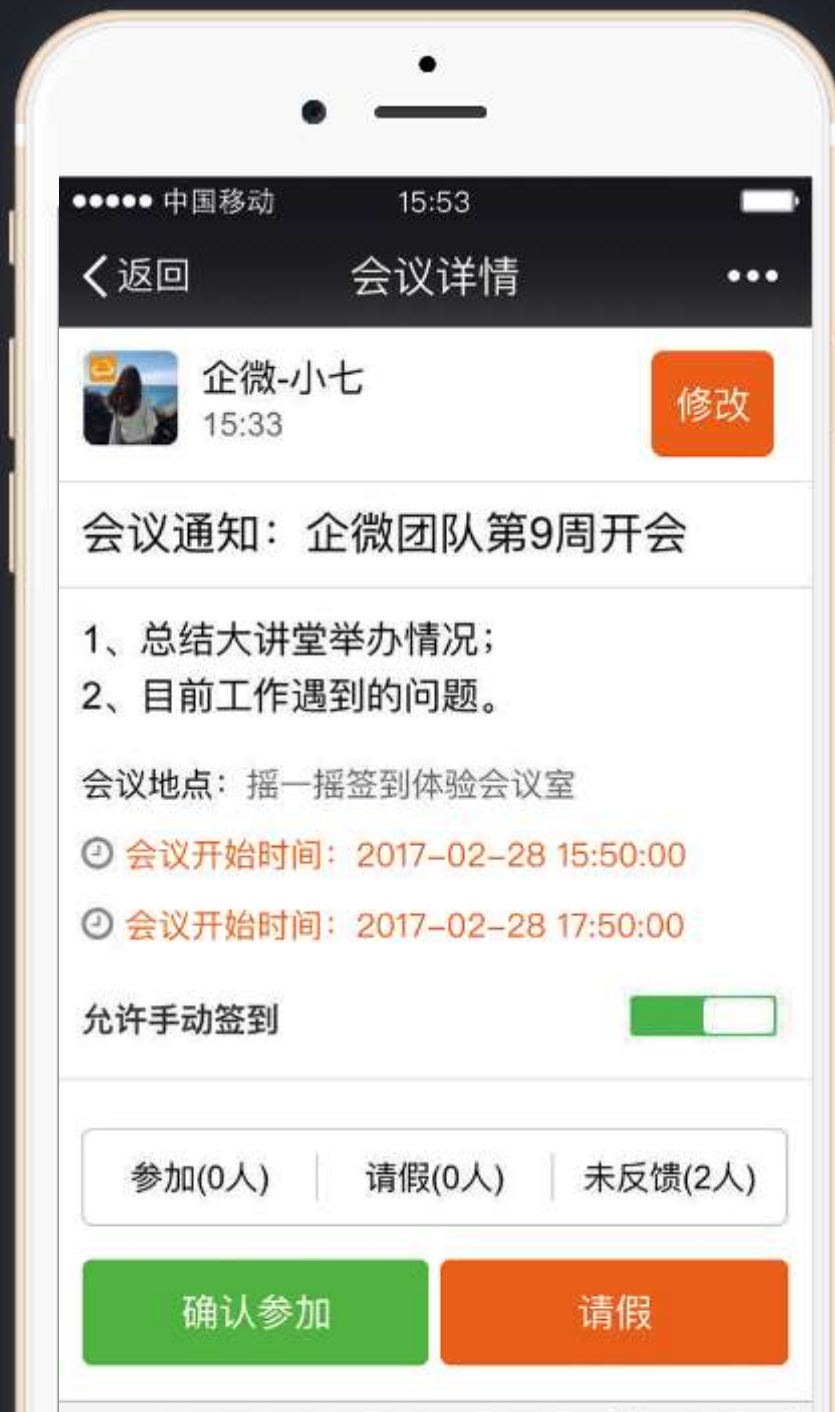 中国移动 15:53
返回 会议详情
企微-小七
15:33
修改
会议通知：企微团队第9周开会
1、总结大讲堂举办情况；
2、目前工作遇到的问题。
会议地点：摇一摇签到体验会议室
会议开始时间：2017-02-28 15:50:00
会议开始时间：2017-02-28 17:50:00
允许手动签到
参加(0人) 请假(0人) 未反馈(2人)
确认参加 请假